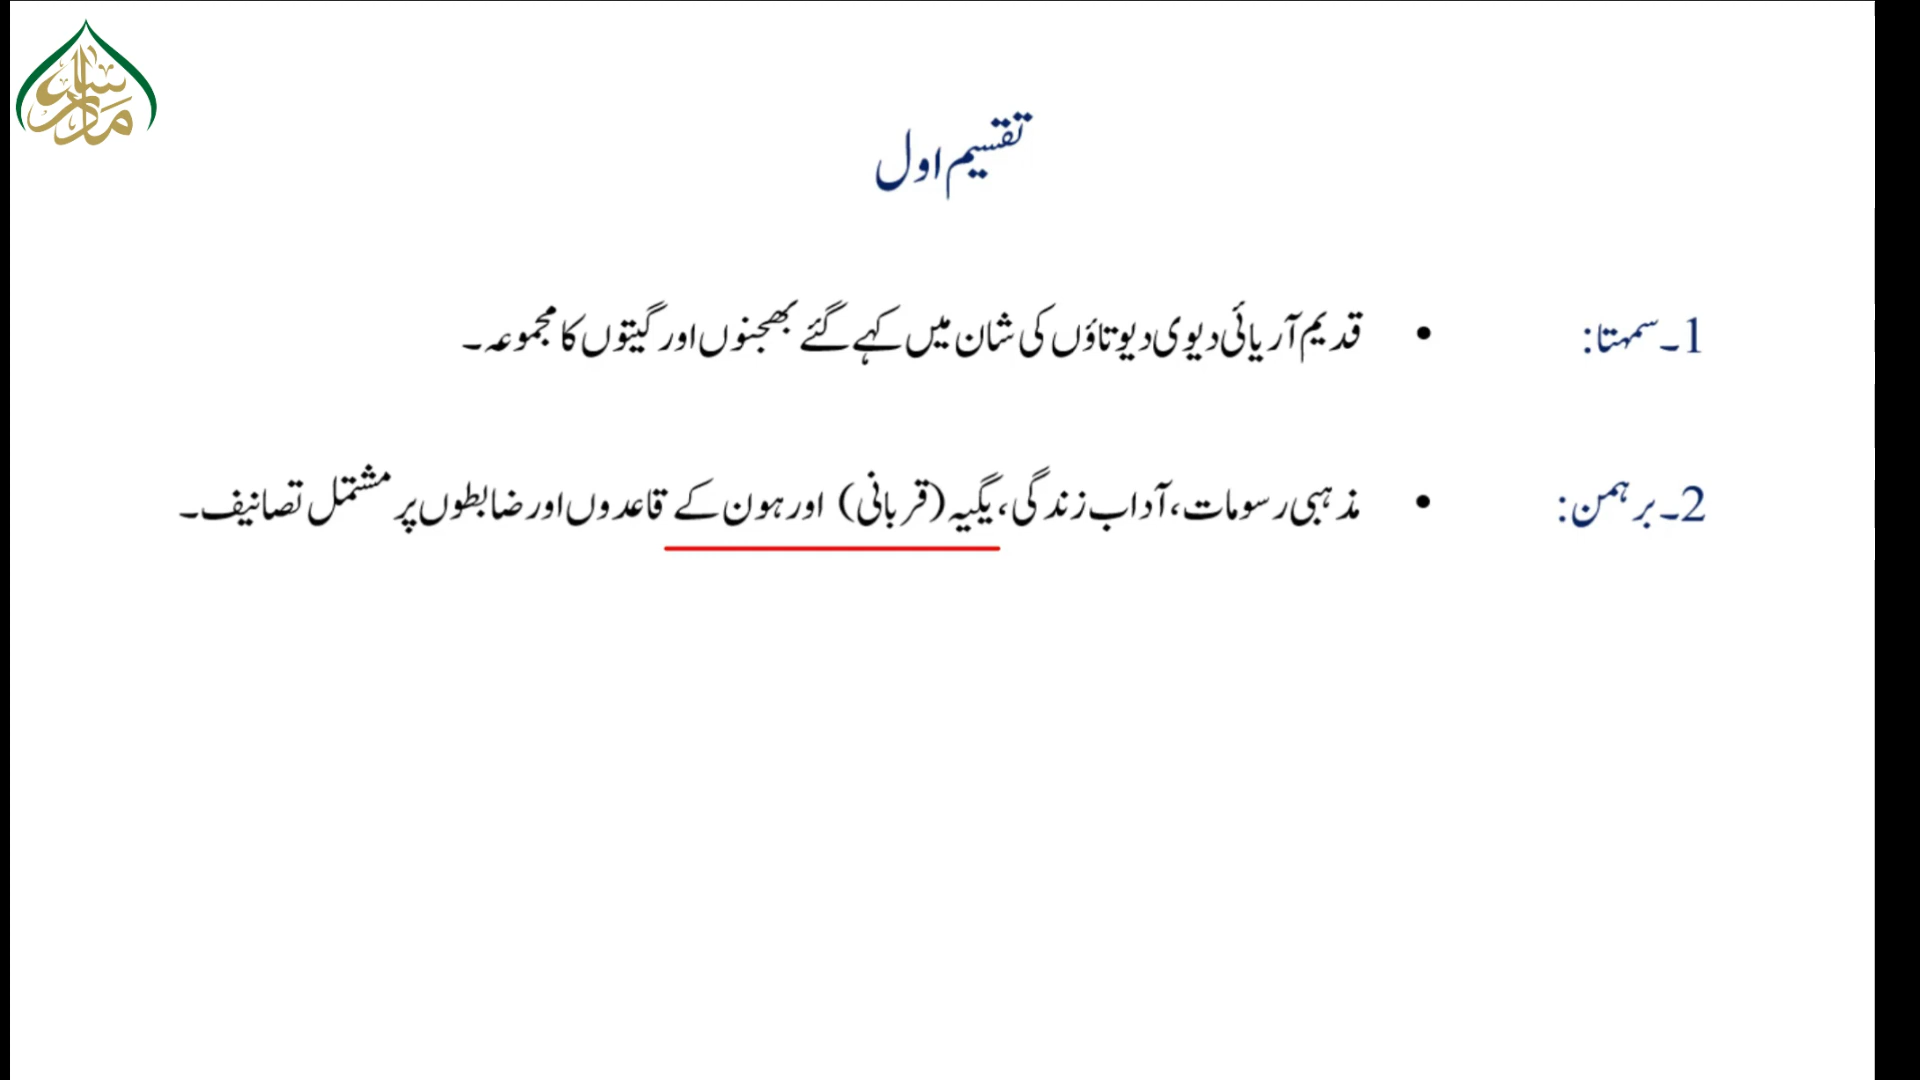 مدرسہ
تقسیم اول
1۔سمہتا: • قدیم آریائی دیوی دیوتاؤں کی شان میں کہے گئے بھجنوں اور گیتوں کا مجموعہ۔
2۔برہمن: • مذہبی رسومات، آداب زندگی، یگیہ (قربانی) اور ہون کے قاعدوں اور ضابطوں پر مشتمل تصانیف۔